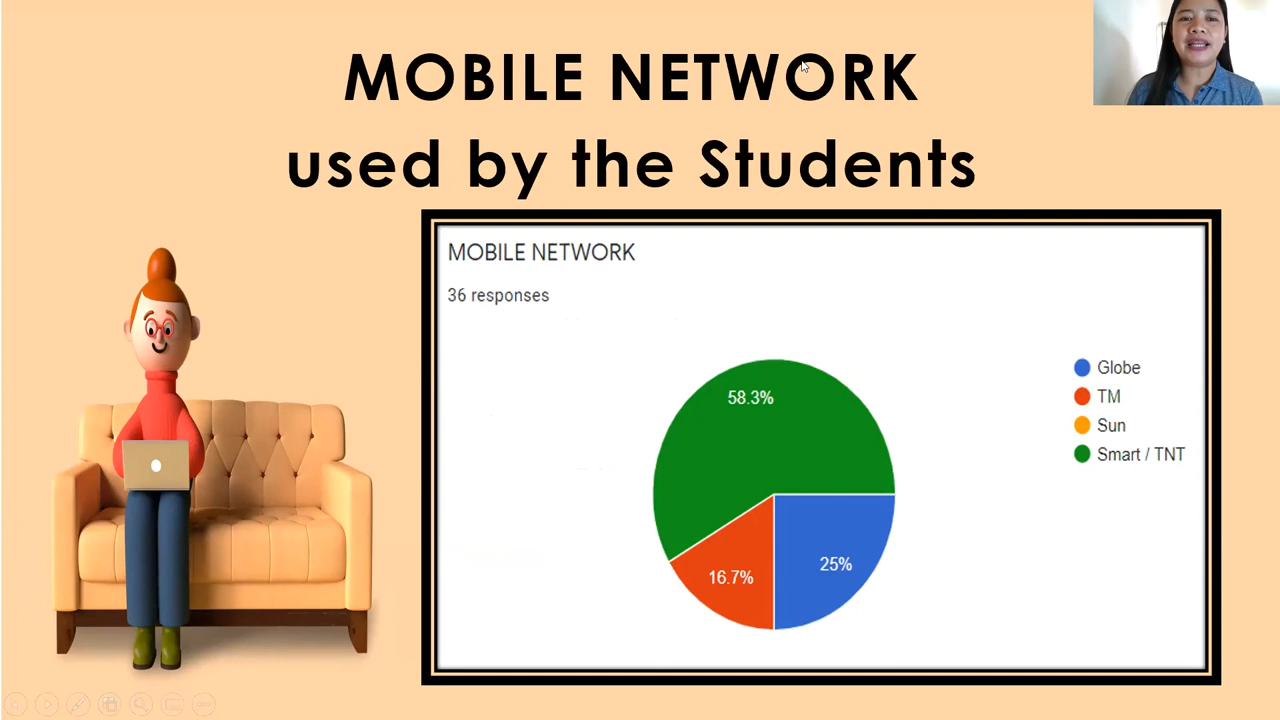 MOBILE NETWORK
used by the Students
MOBILE NETWORK
36 responses
58.3%
16.7%
25%
Globe
TM
Sun
Smart / TNT